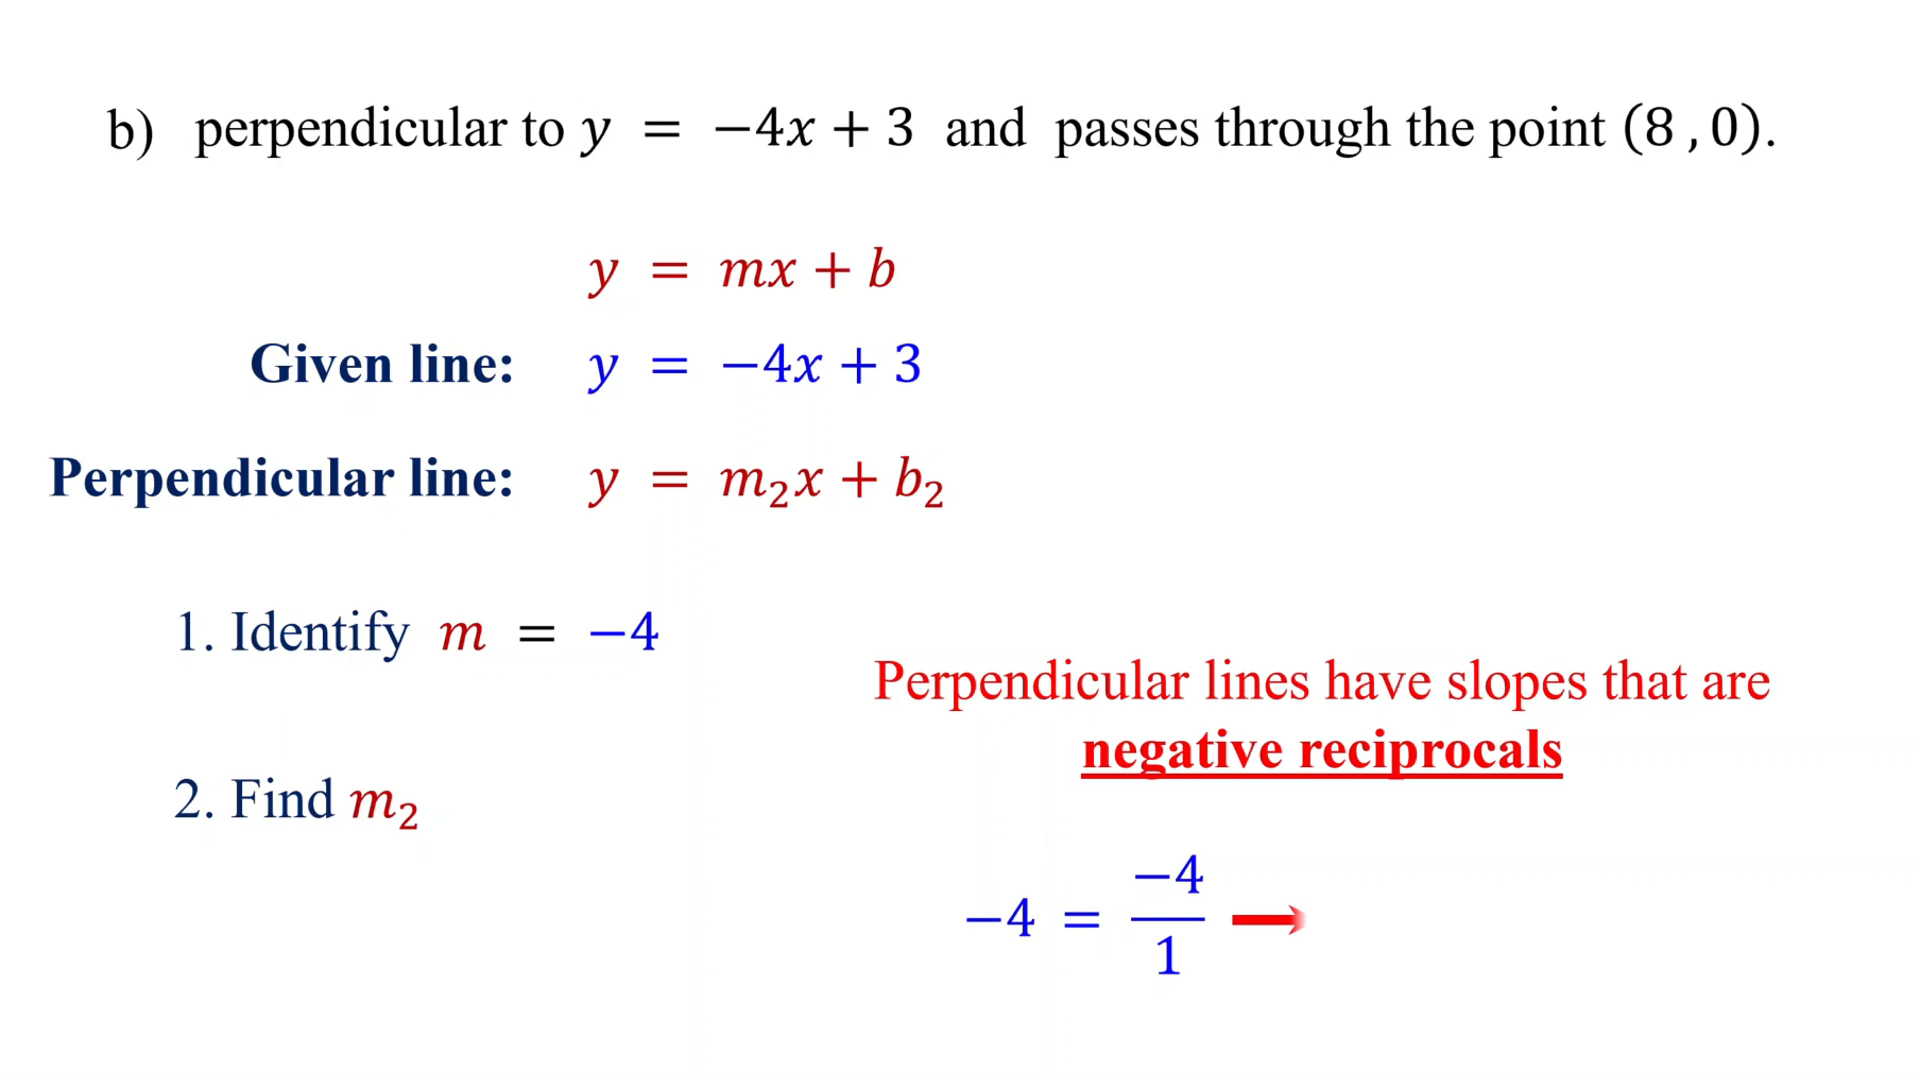 b) perpendicular to y = −4x + 3 and passes through the point (8 , 0).
y = mx + b
Given line: y = −4x + 3
Perpendicular line: y = m₂x + b₂
1. Identify m = −4
Perpendicular lines have slopes that are
negative reciprocals
2. Find m₂
−4 = −4/1 →